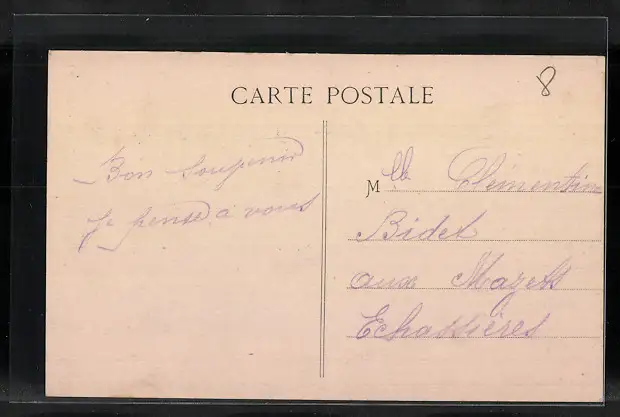 8
CARTE POSTALE
Bon Souvenir
je pense à vous
Mlle Clémentine
Bidet
aux Mazets
Echassières